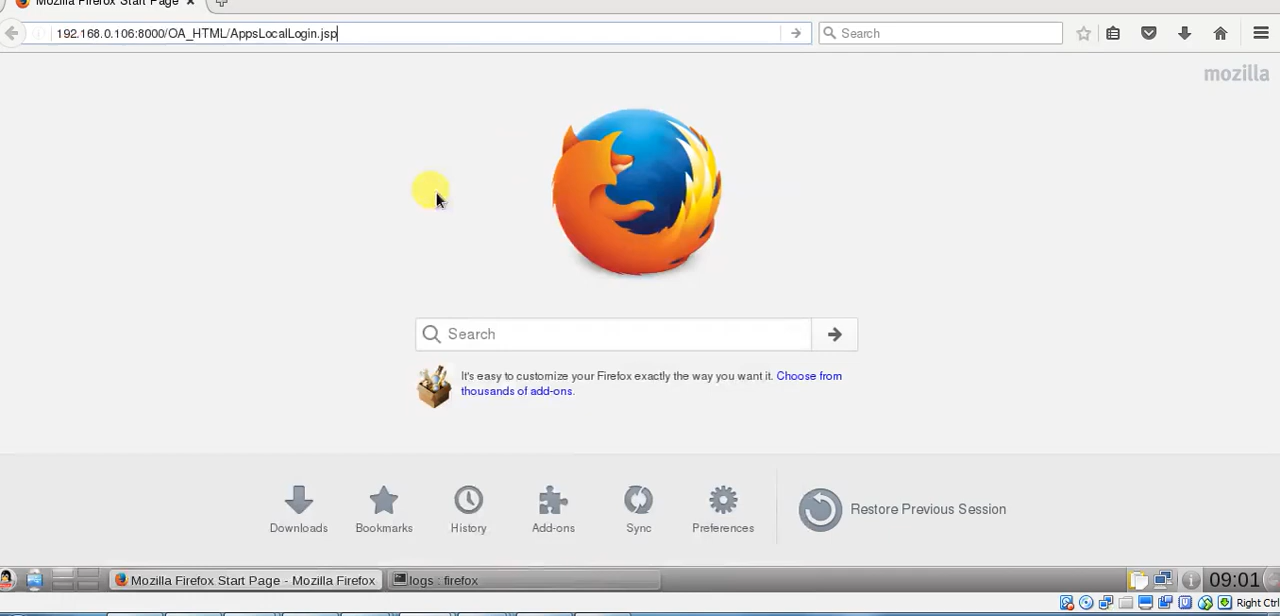 Mozilla Firefox Start Page
192.168.0.106:8000/OA_HTML/AppsLocalLogin.jsp
Search
mozilla
Search
It's easy to customize your Firefox exactly the way you want it. Choose from
thousands of add-ons.
Downloads
Bookmarks
History
Add-ons
Sync
Preferences
Restore Previous Session
Mozilla Firefox Start Page - Mozilla Firefox
logs : firefox
09:01
Right Ctrl